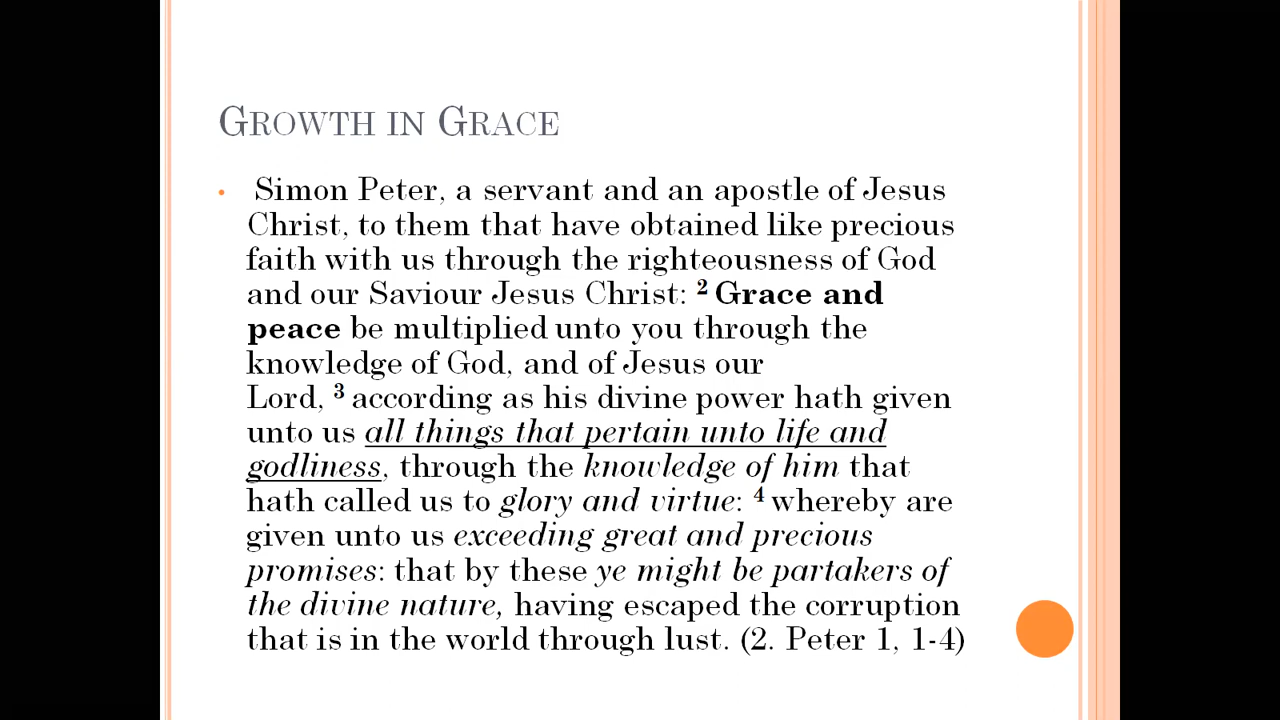 GROWTH IN GRACE
• Simon Peter, a servant and an apostle of Jesus
Christ, to them that have obtained like precious
faith with us through the righteousness of God
and our Saviour Jesus Christ: ² Grace and
peace be multiplied unto you through the
knowledge of God, and of Jesus our
Lord, ³ according as his divine power hath given
unto us all things that pertain unto life and
godliness, through the knowledge of him that
hath called us to glory and virtue: ⁴ whereby are
given unto us exceeding great and precious
promises: that by these ye might be partakers of
the divine nature, having escaped the corruption
that is in the world through lust. (2. Peter 1, 1-4)